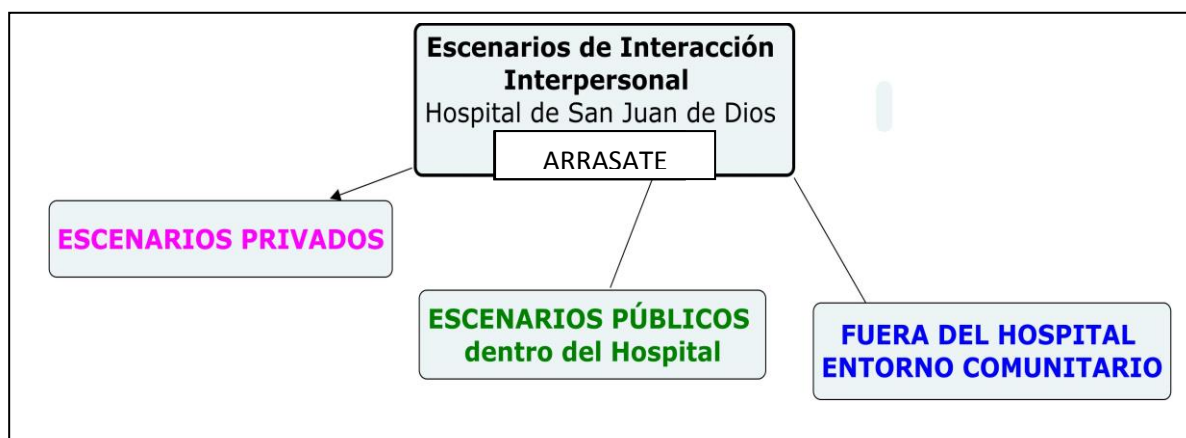 Escenarios de Interacción
Interpersonal
Hospital de San Juan de Dios
ARRASATE
ESCENARIOS PRIVADOS
ESCENARIOS PÚBLICOS
dentro del Hospital
FUERA DEL HOSPITAL
ENTORNO COMUNITARIO